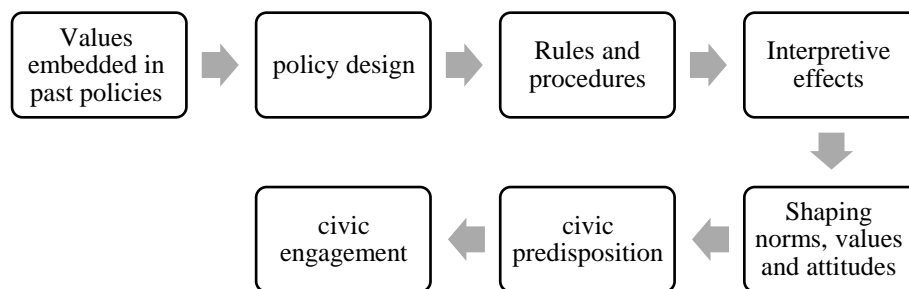 Values
embedded in
past policies
policy design
Rules and
procedures
Interpretive
effects
Shaping
norms, values
and attitudes
civic
predisposition
civic
engagement